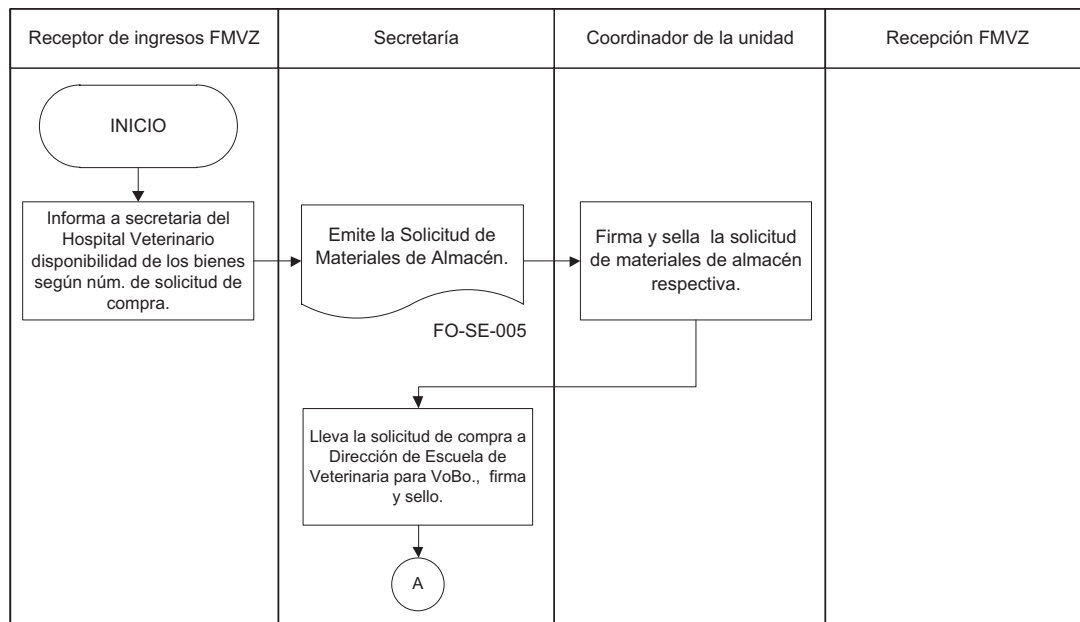 Receptor de ingresos FMVZ
Secretaría
Coordinador de la unidad
Recepción FMVZ
INICIO
Informa a secretaria del
Hospital Veterinario
disponibilidad de los bienes
según núm. de solicitud de
compra.
Emite la Solicitud de
Materiales de Almacén.
FO-SE-005
Firma y sella la solicitud
de materiales de almacén
respectiva.
Lleva la solicitud de compra a
Dirección de Escuela de
Veterinaria para VoBo., firma
y sello.
A